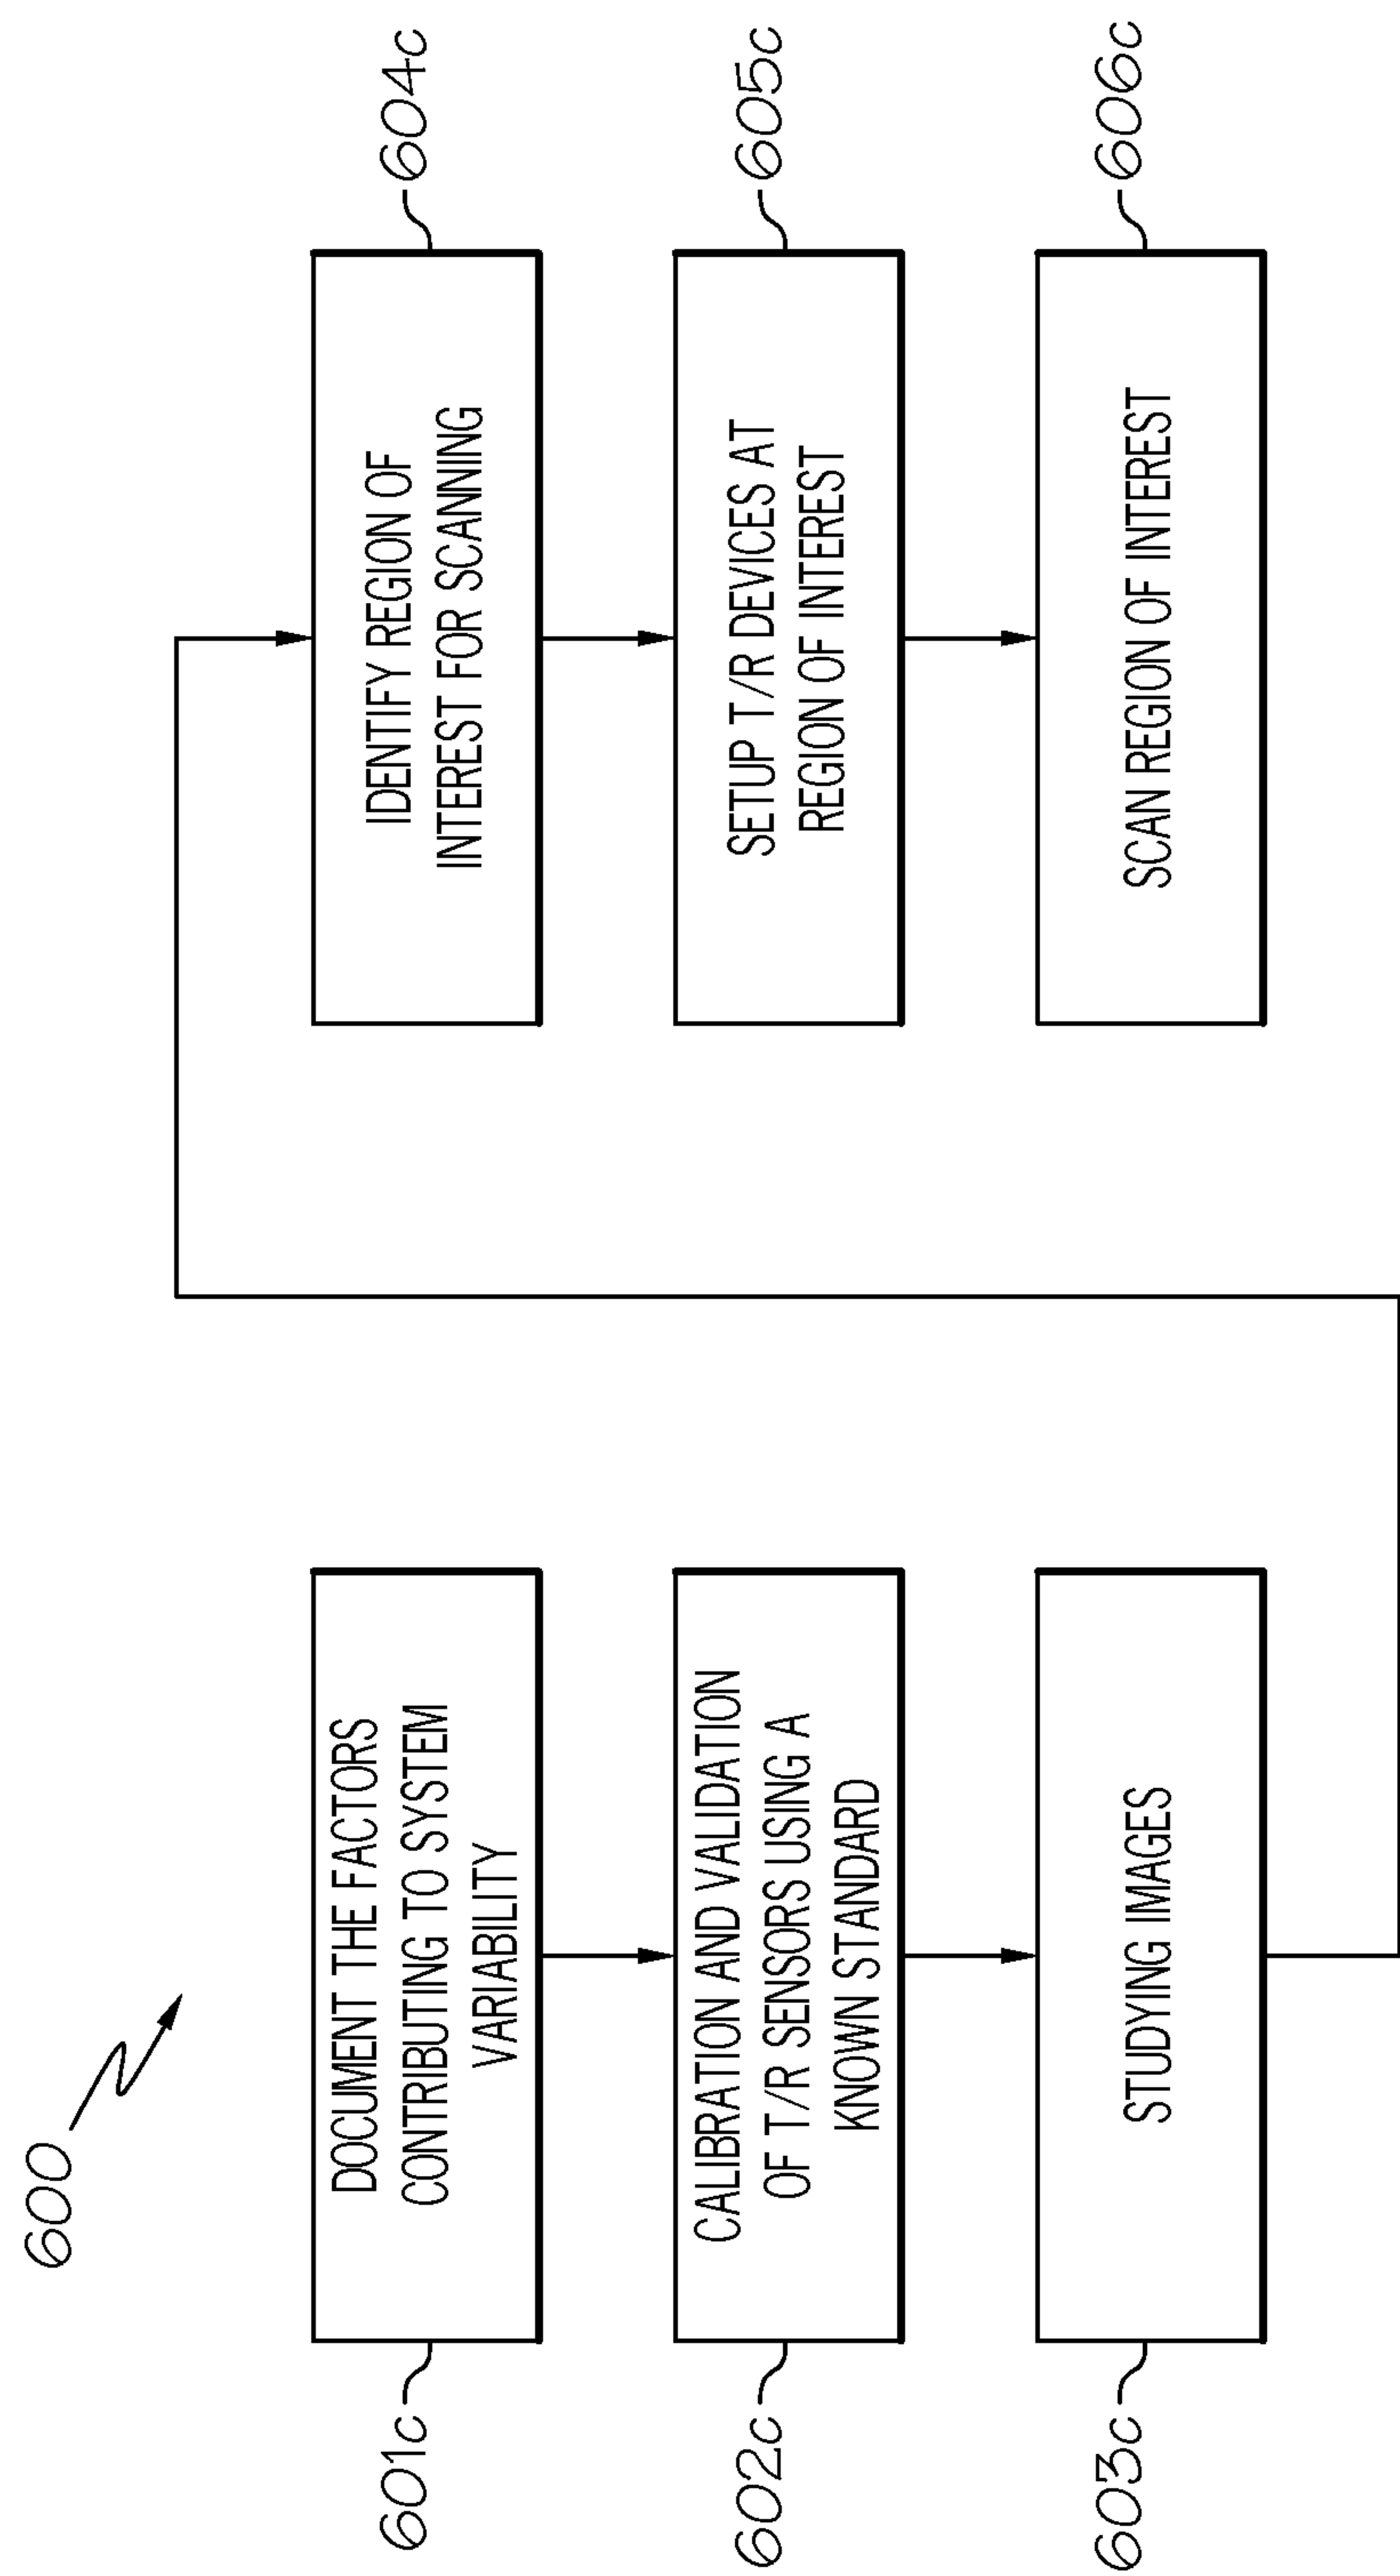 600
601c
DOCUMENT THE FACTORS
CONTRIBUTING TO SYSTEM
VARIABILITY
602c
CALIBRATION AND VALIDATION
OF T/R SENSORS USING A
KNOWN STANDARD
603c
STUDYING IMAGES
604c
IDENTIFY REGION OF
INTEREST FOR SCANNING
605c
SETUP T/R DEVICES AT
REGION OF INTEREST
606c
SCAN REGION OF INTEREST